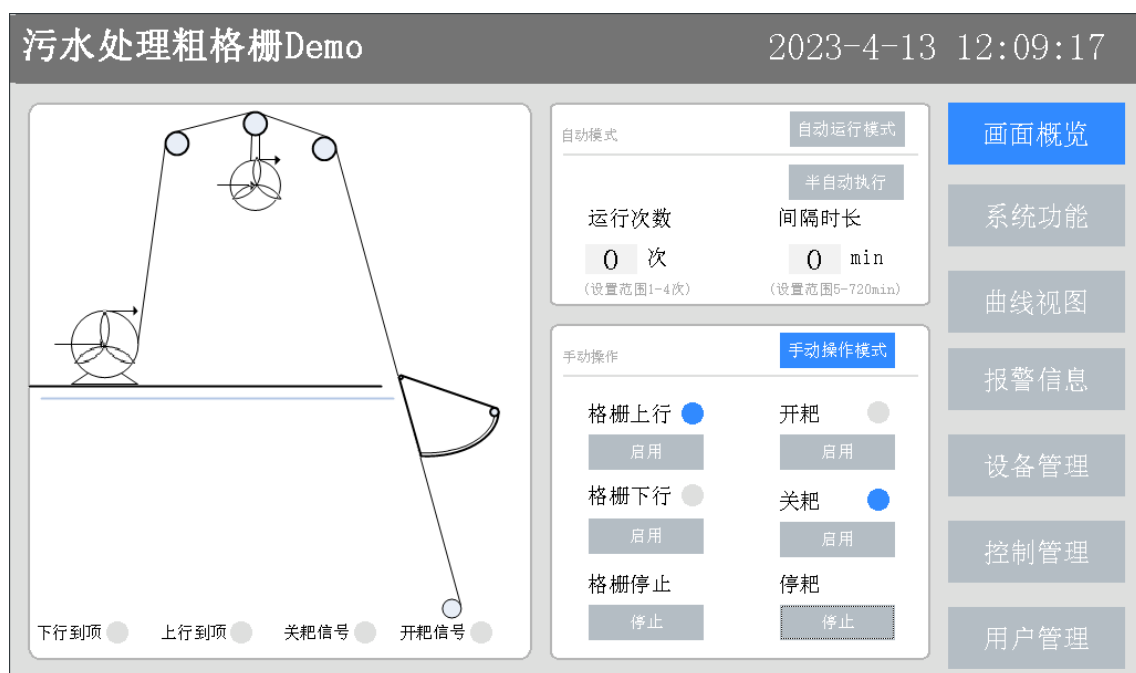 污水处理粗格栅Demo
2023-4-13 12:09:17
自动模式
自动运行模式
半自动执行
运行次数
间隔时长
0 次
0 min
(设置范围1-4次)
(设置范围5-720min)
手动操作
手动操作模式
格栅上行
开耙
启用
启用
格栅下行
关耙
启用
启用
格栅停止
停耙
停止
停止
下行到顶
上行到顶
关耙信号
开耙信号
画面概览
系统功能
曲线视图
报警信息
设备管理
控制管理
用户管理